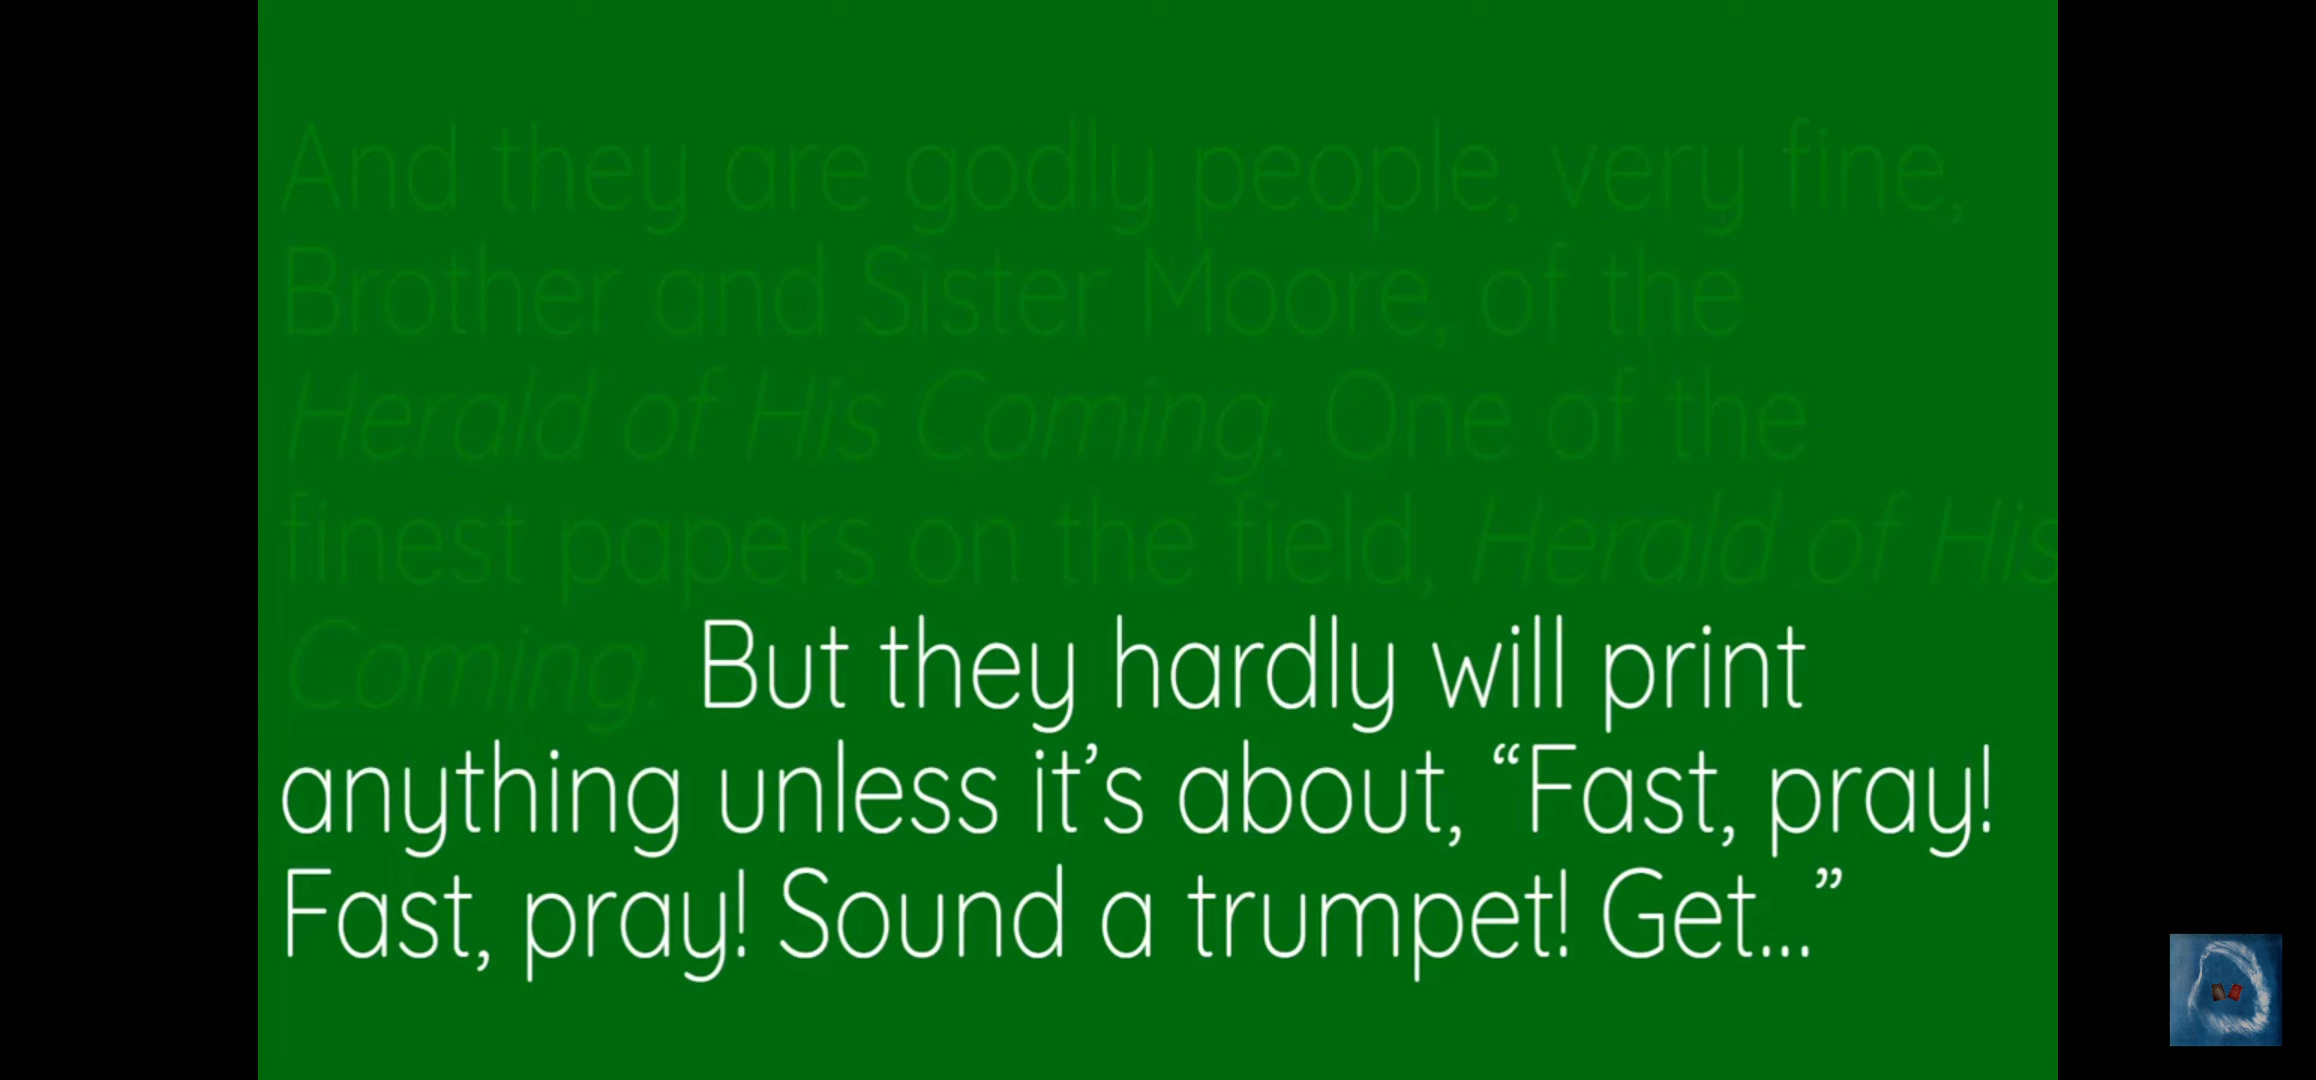 And they are godly people, very fine,
Brother and Sister Moore, of the
Herald of His Coming. One of the
finest papers on the field, Herald of His
Coming. But they hardly will print
anything unless it’s about, “Fast, pray!
Fast, pray! Sound a trumpet! Get...”